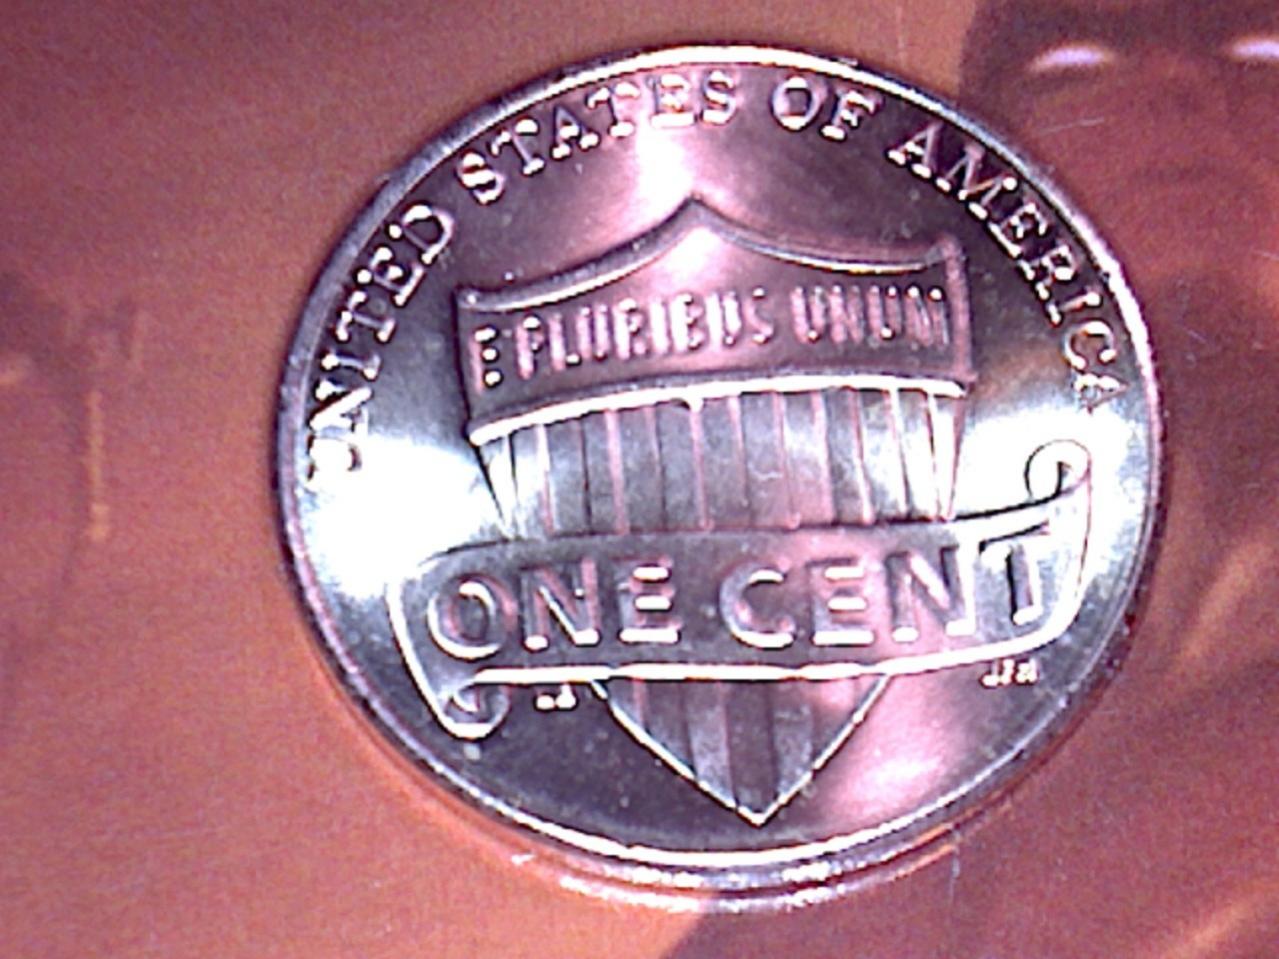 UNITED STATES OF AMERICA
E PLURIBUS UNUM
ONE CENT